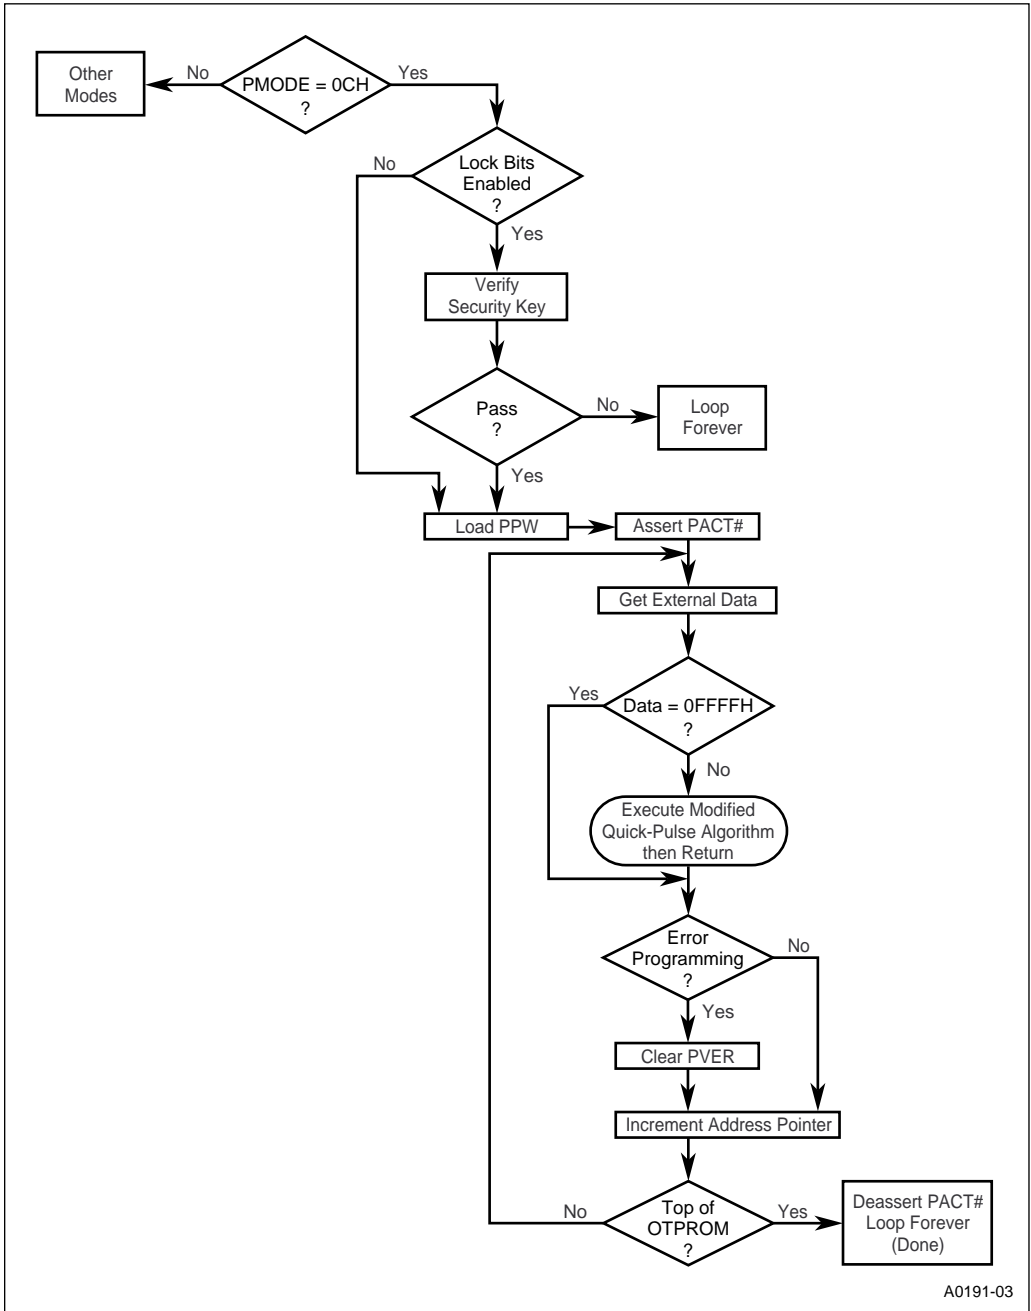 Other
Modes
No
PMODE = 0CH
?
Yes
No
Lock Bits
Enabled
?
Yes
Verify
Security Key
Pass
?
No
Loop
Forever
Yes
Load PPW
Assert PACT#
Get External Data
Yes
Data = 0FFFFH
?
No
Execute Modified
Quick-Pulse Algorithm
then Return
Error
Programming
?
No
Yes
Clear PVER
Increment Address Pointer
No
Top of
OTPROM
?
Yes
Deassert PACT#
Loop Forever
(Done)
A0191-03